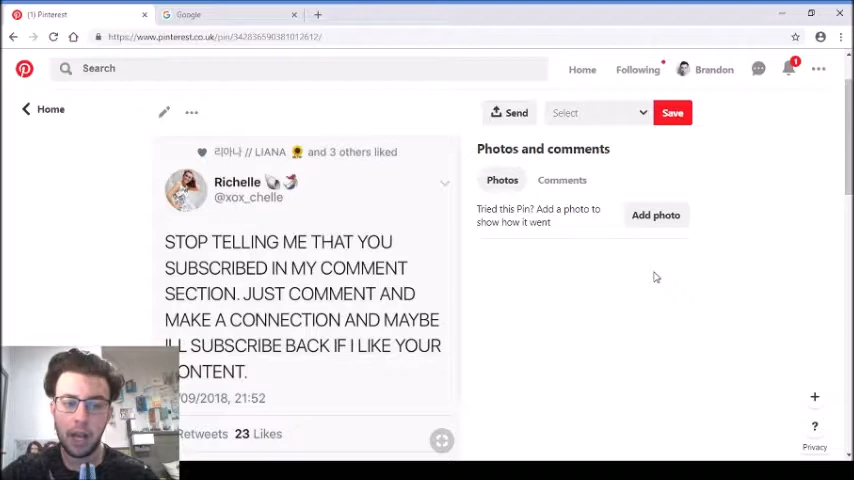 (1) Pinterest
Google
https://www.pinterest.co.uk/pin/342836590381012612/
Search
Home
Following
Brandon
1
Home
Send
Select
Save
리아나 // LIANA 🌻 and 3 others liked
Photos and comments
Richelle
@xox_chelle
Photos
Comments
Tried this Pin? Add a photo to
show how it went
Add photo
STOP TELLING ME THAT YOU
SUBSCRIBED IN MY COMMENT
SECTION. JUST COMMENT AND
MAKE A CONNECTION AND MAYBE
ILL SUBSCRIBE BACK IF I LIKE YOUR
CONTENT.
/09/2018, 21:52
Retweets 23 Likes
?
Privacy